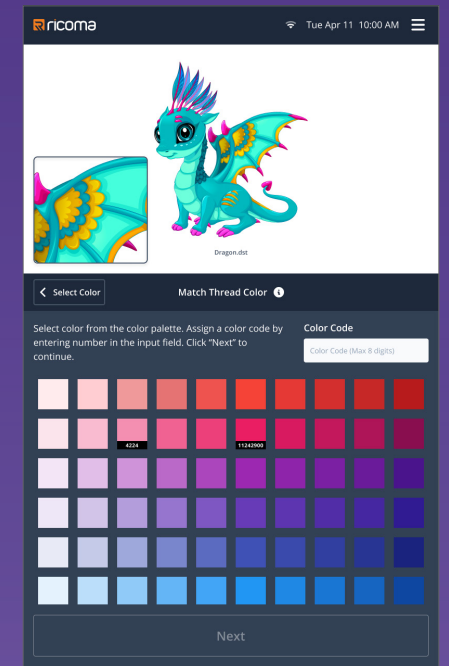 ricoma
Tue Apr 11 10:00 AM
Dragon.dst
Select Color
Match Thread Color
Select color from the color palette. Assign a color code by
entering number in the input field. Click “Next” to
continue.
Color Code
Color Code (Max 8 digits)
4224
11242900
Next